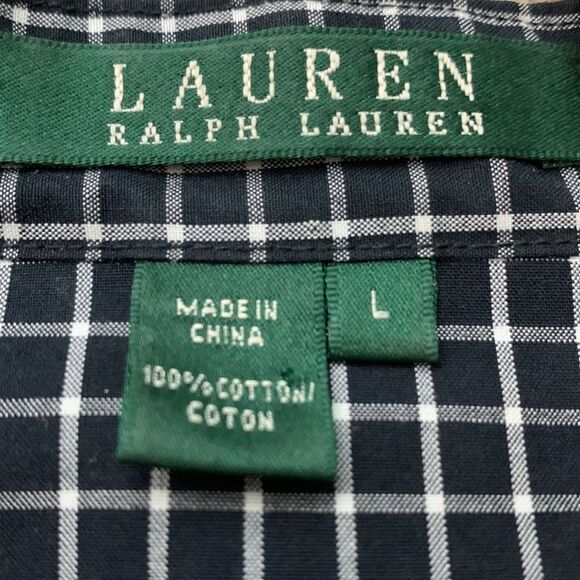 LAUREN
RALPH LAUREN
MADE IN
CHINA
L
100% COTTON/
COTON